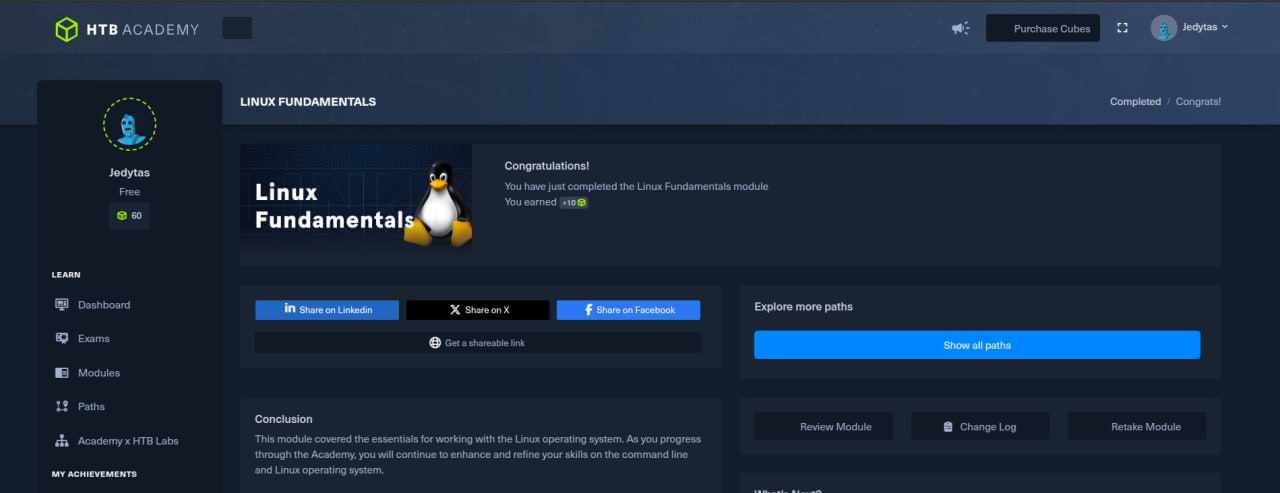 HTB ACADEMY
Purchase Cubes
Jedytas
LINUX FUNDAMENTALS
Completed / Congrats!
Jedytas
Free
60
LEARN
Dashboard
Exams
Modules
Paths
Academy x HTB Labs
MY ACHIEVEMENTS
Linux
Fundamentals
Congratulations!
You have just completed the Linux Fundamentals module
You earned +10
Share on Linkedin
Share on X
Share on Facebook
Get a shareable link
Explore more paths
Show all paths
Conclusion
This module covered the essentials for working with the Linux operating system. As you progress
through the Academy, you will continue to enhance and refine your skills on the command line
and Linux operating system.
Review Module
Change Log
Retake Module
What's Next?